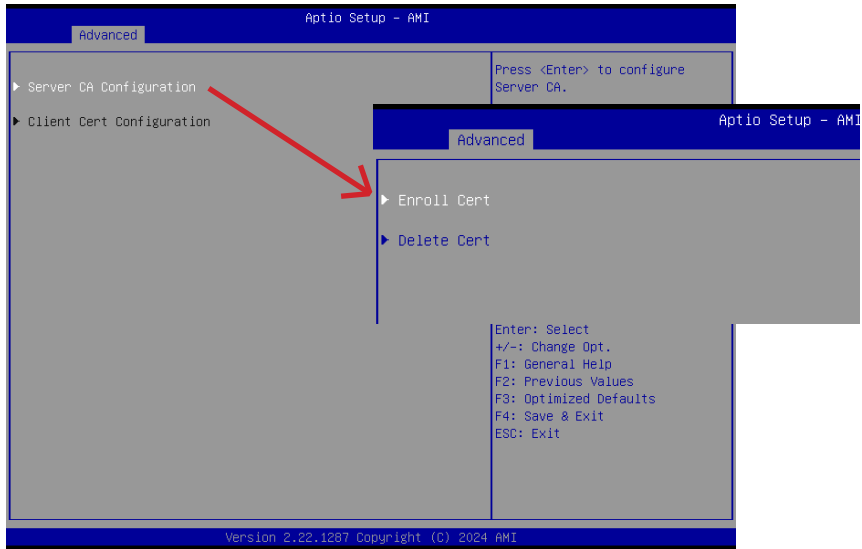 Aptio Setup – AMI
Advanced
Server CA Configuration
Client Cert Configuration
Press <Enter> to configure
Server CA.
Aptio Setup – AMI
Advanced
Enroll Cert
Delete Cert
Enter: Select
+/-: Change Opt.
F1: General Help
F2: Previous Values
F3: Optimized Defaults
F4: Save & Exit
ESC: Exit
Version 2.22.1287 Copyright (C) 2024 AMI